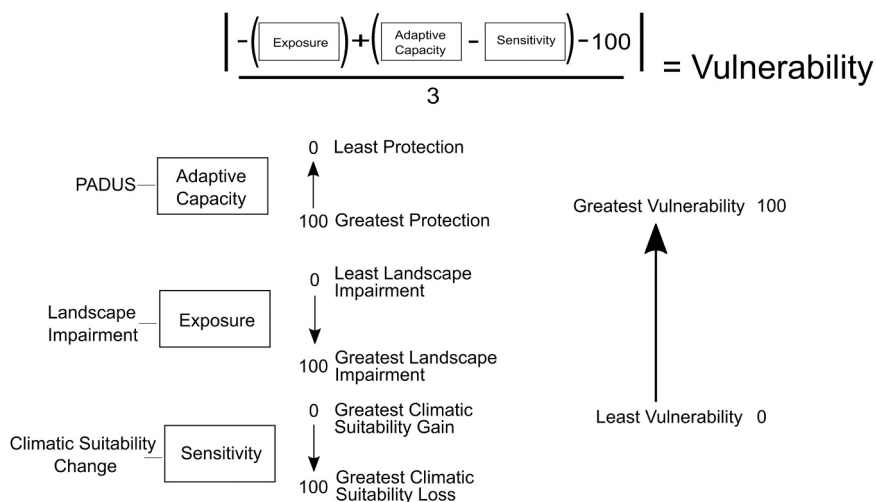 | -( Exposure )+( Adaptive Capacity - Sensitivity )-100 |
3
= Vulnerability
PADUS
Adaptive
Capacity
0 Least Protection
100 Greatest Protection
Landscape
Impairment
Exposure
0 Least Landscape
Impairment
100 Greatest Landscape
Impairment
Climatic Suitability
Change
Sensitivity
0 Greatest Climatic
Suitability Gain
100 Greatest Climatic
Suitability Loss
Greatest Vulnerability 100
Least Vulnerability 0